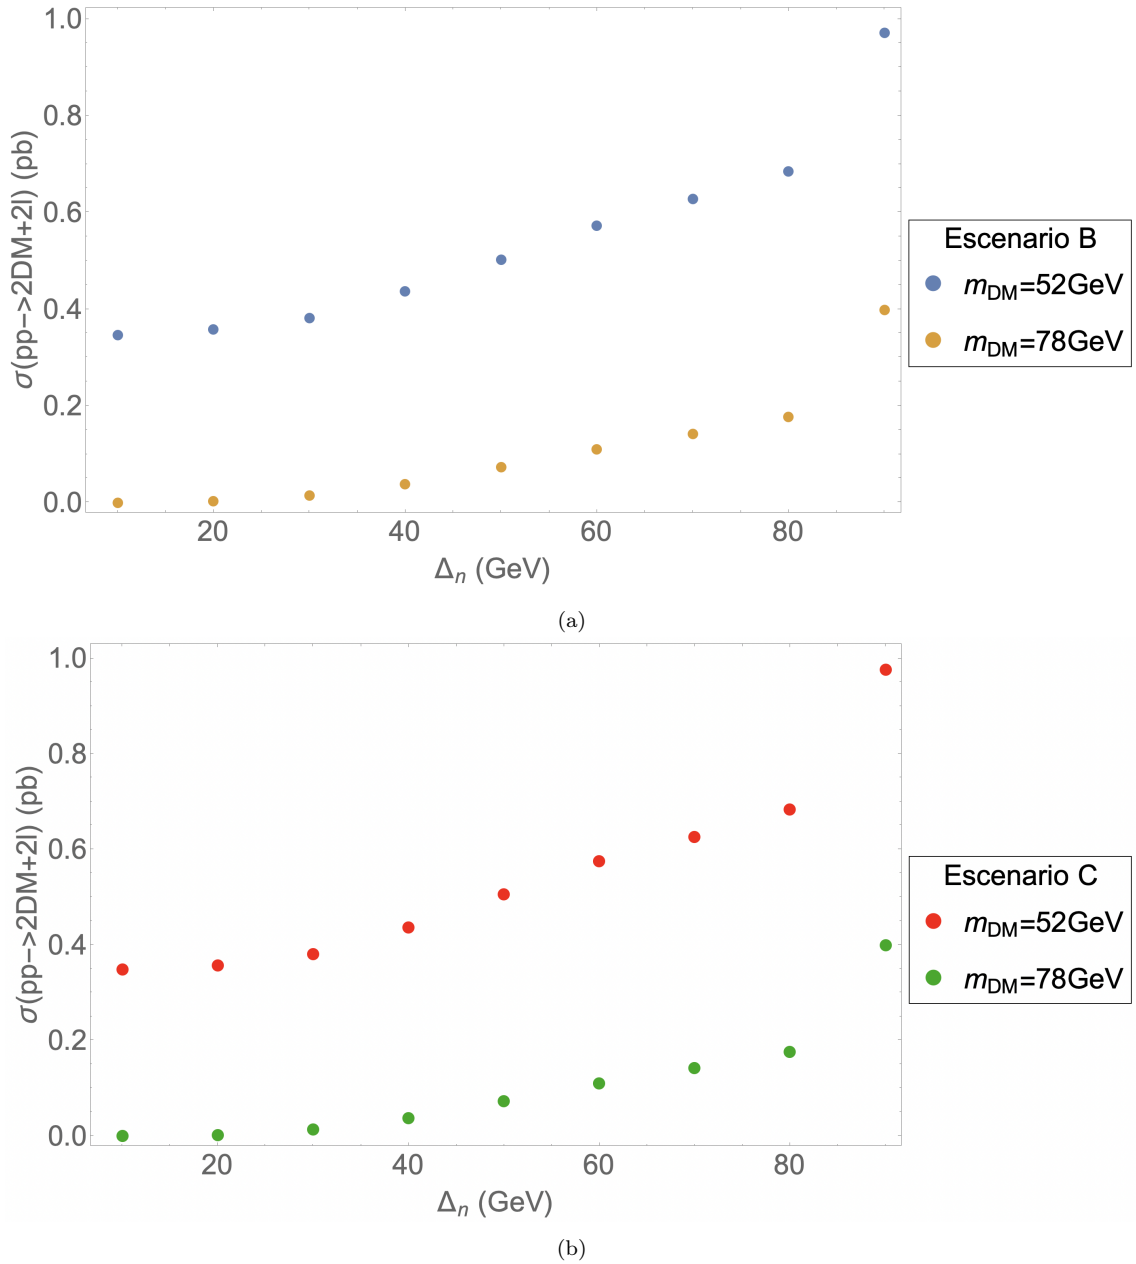 1.0
0.8
0.6
0.4
0.2
0.0
σ(pp->2DM+2l) (pb)
20 40 60 80
Δn (GeV)
Escenario B
mDM=52GeV
mDM=78GeV
(a)
1.0
0.8
0.6
0.4
0.2
0.0
σ(pp->2DM+2l) (pb)
20 40 60 80
Δn (GeV)
Escenario C
mDM=52GeV
mDM=78GeV
(b)